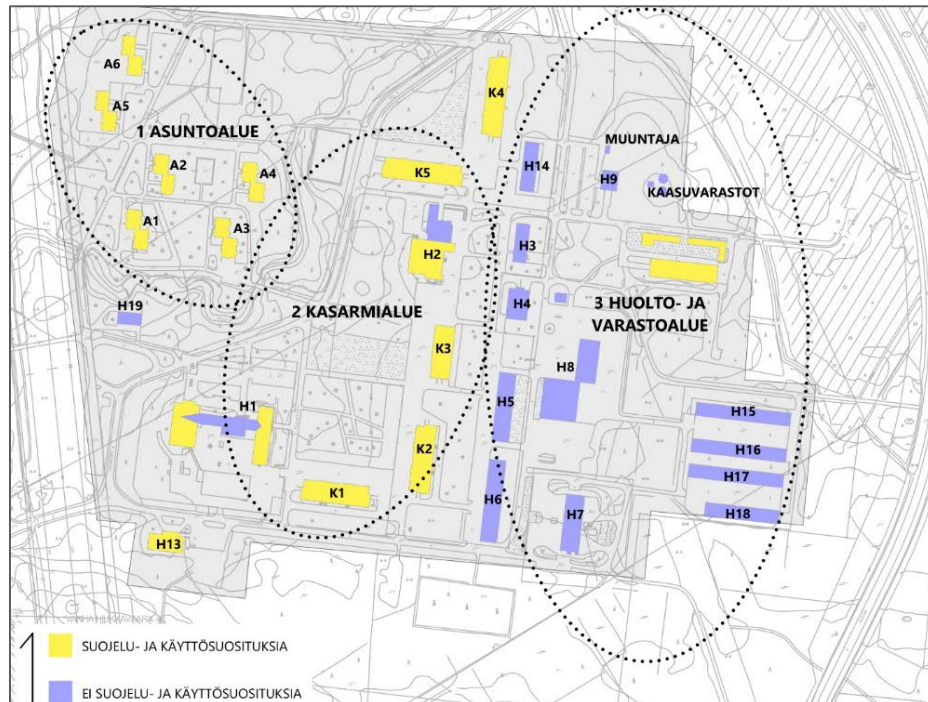 A6
K4
A5
1 ASUNTOALUE
MUUNTAJA
A2
H14
A4
K5
H9
KAASUVARASTOT
A1
A3
H3
H2
H19
2 KASARMIALUE
H4
3 HUOLTO- JA
VARASTOALUE
K3
H8
H1
H5
H15
K2
H16
H17
K1
H6
H7
H18
H13
SUOJELU- JA KÄYTTÖSUOSITUKSIA
EI SUOJELU- JA KÄYTTÖSUOSITUKSIA